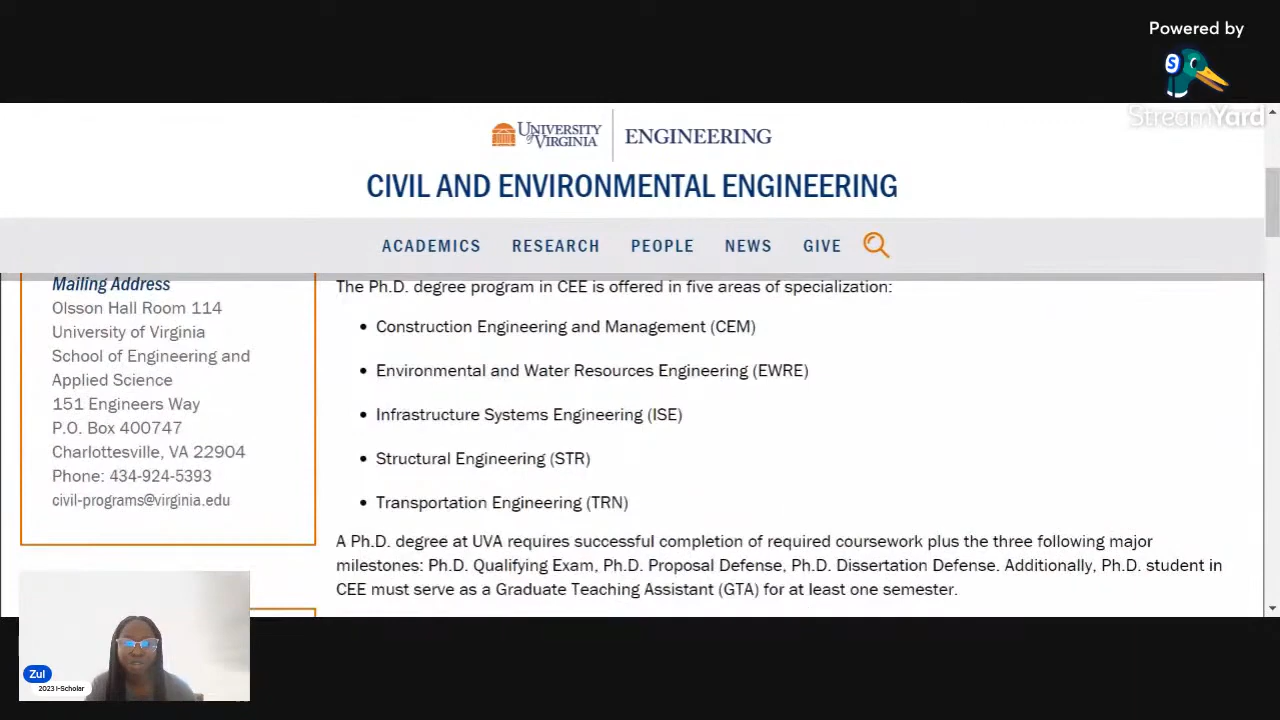 Powered by
S
StreamYard
UNIVERSITY of VIRGINIA
ENGINEERING
CIVIL AND ENVIRONMENTAL ENGINEERING
ACADEMICS RESEARCH PEOPLE NEWS GIVE
Mailing Address
Olsson Hall Room 114
University of Virginia
School of Engineering and
Applied Science
151 Engineers Way
P.O. Box 400747
Charlottesville, VA 22904
Phone: 434-924-5393
civil-programs@virginia.edu
The Ph.D. degree program in CEE is offered in five areas of specialization:
• Construction Engineering and Management (CEM)
• Environmental and Water Resources Engineering (EWRE)
• Infrastructure Systems Engineering (ISE)
• Structural Engineering (STR)
• Transportation Engineering (TRN)
A Ph.D. degree at UVA requires successful completion of required coursework plus the three following major
milestones: Ph.D. Qualifying Exam, Ph.D. Proposal Defense, Ph.D. Dissertation Defense. Additionally, Ph.D. student in
CEE must serve as a Graduate Teaching Assistant (GTA) for at least one semester.
Zul
2023 I-Scholar